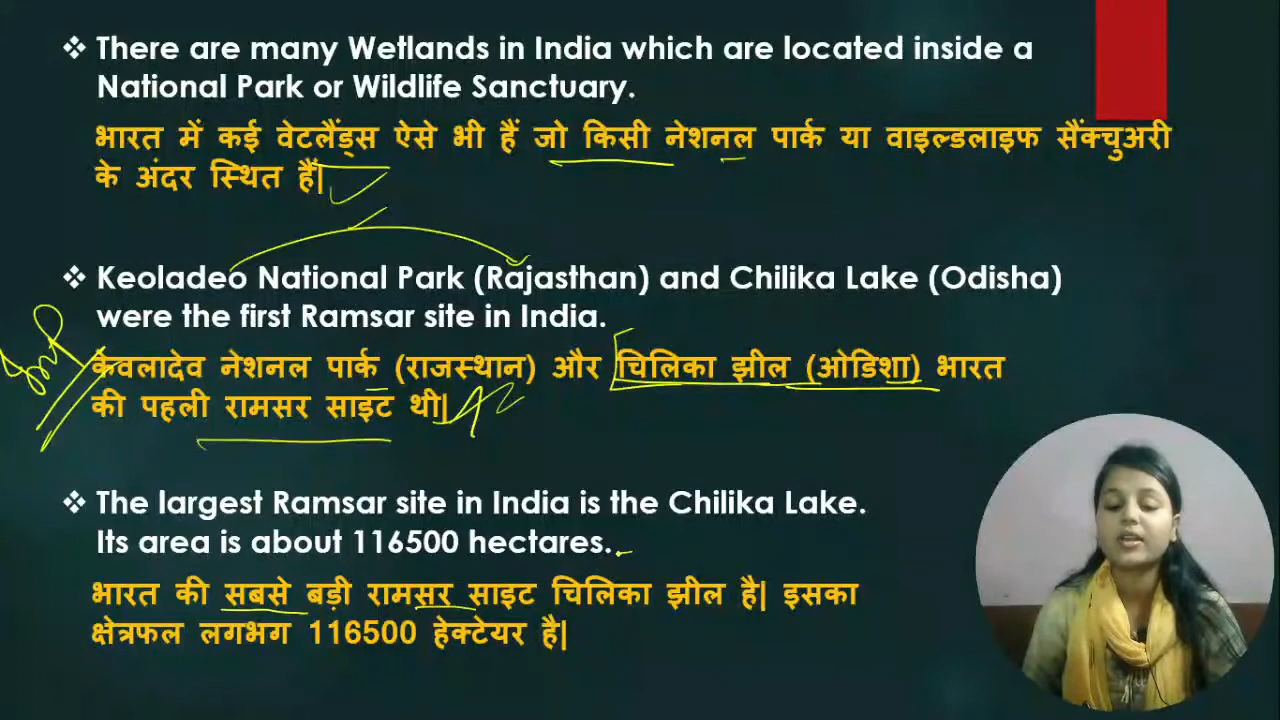 ❖ There are many Wetlands in India which are located inside a
National Park or Wildlife Sanctuary.
भारत में कई वेटलैंड्स ऐसे भी हैं जो किसी नेशनल पार्क या वाइल्डलाइफ सैंक्चुअरी
के अंदर स्थित हैं|
❖ Keoladeo National Park (Rajasthan) and Chilika Lake (Odisha)
were the first Ramsar site in India.
Imp
केवलादेव नेशनल पार्क (राजस्थान) और चिलिका झील (ओडिशा) भारत
की पहली रामसर साइट थी|
❖ The largest Ramsar site in India is the Chilika Lake.
Its area is about 116500 hectares.
भारत की सबसे बड़ी रामसर साइट चिलिका झील है| इसका
क्षेत्रफल लगभग 116500 हेक्टेयर है|